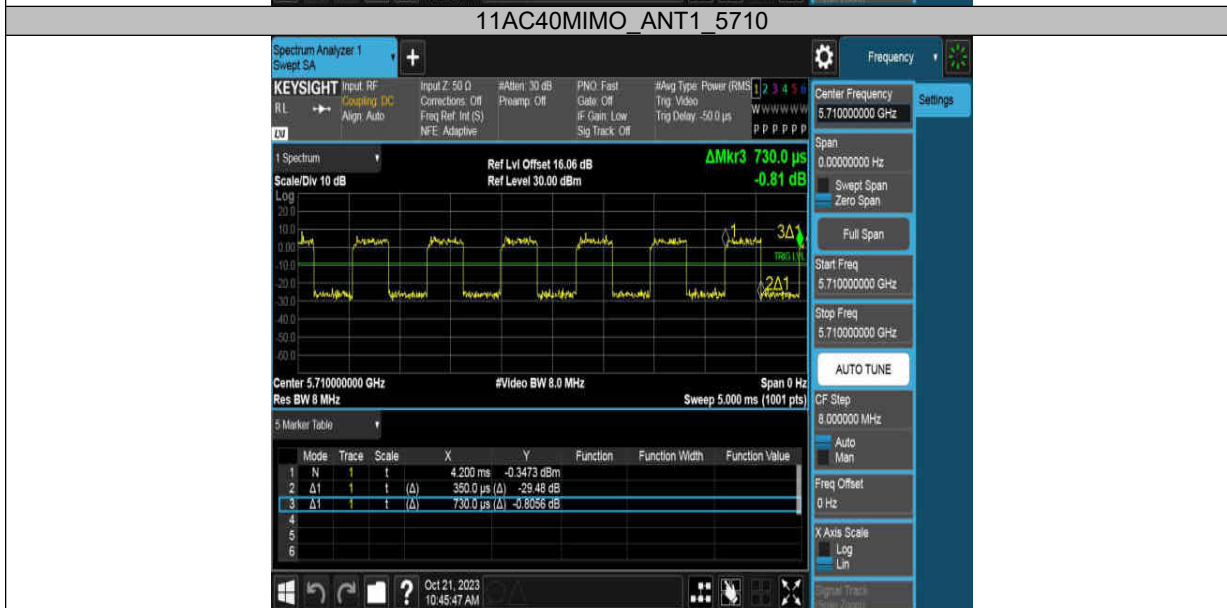 11AC40MIMO_ANT1_5710
Spectrum Analyzer 1
Swept SA
Frequency
KEYSIGHT Input: RF
RL
Coupling: DC
Align: Auto
Input Z: 50 Ω
Corrections: Off
Freq Ref: Int (S)
NFE: Adaptive
#Atten: 30 dB
Preamp: Off
PNO: Fast
Gate: Off
IF Gain: Low
Sig Track: Off
#Avg Type: Power (RMS
Trig: Video
Trig Delay: -50.0 µs
1 2 3 4 5 6
W W W W W W
P P P P P P
Center Frequency
5.710000000 GHz
Settings
Span
0.00000000 Hz
Swept Span
Zero Span
Full Span
Start Freq
5.710000000 GHz
Stop Freq
5.710000000 GHz
AUTO TUNE
CF Step
8.000000 MHz
Auto
Man
Freq Offset
0 Hz
X Axis Scale
Log
Lin
Signal Track
1 Spectrum
Scale/Div 10 dB
Ref Lvl Offset 16.06 dB
Ref Level 30.00 dBm
ΔMkr3 730.0 µs
-0.81 dB
Log
20.0
10.0
0.00
-10.0
-20.0
-30.0
-40.0
-50.0
-60.0
1
3Δ1
TRIG LVL
2Δ1
Center 5.710000000 GHz
Res BW 8 MHz
#Video BW 8.0 MHz
Span 0 Hz
Sweep 5.000 ms (1001 pts)
5 Marker Table
Mode Trace Scale X Y Function Function Width Function Value
1 N 1 t 4.200 ms -0.3473 dBm
2 Δ1 1 t (Δ) 350.0 µs (Δ) -29.48 dB
3 Δ1 1 t (Δ) 730.0 µs (Δ) -0.8056 dB
4
5
6
?
Oct 21, 2023
10:45:47 AM